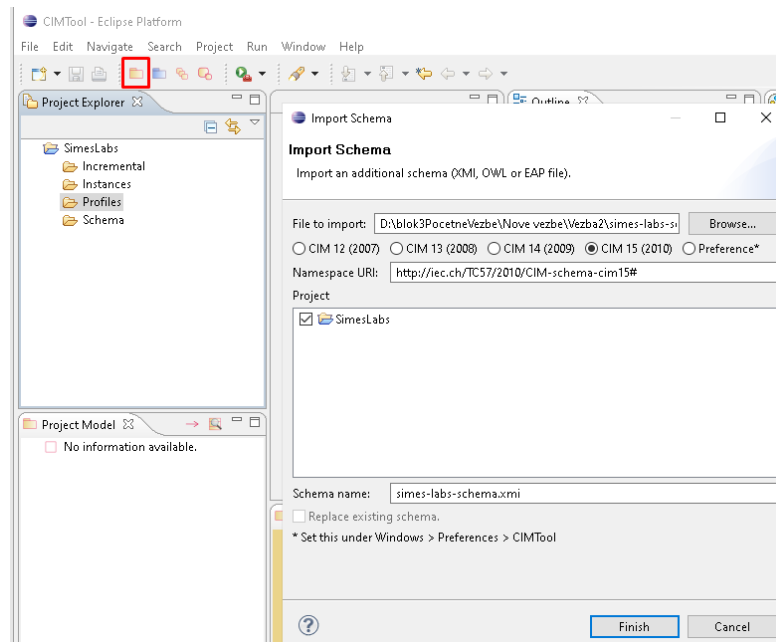 CIMTool - Eclipse Platform
File Edit Navigate Search Project Run Window Help
Project Explorer
Outline
SimesLabs
Incremental
Instances
Profiles
Schema
Import Schema
Import Schema
Import an additional schema (XMI, OWL or EAP file).
File to import: D:\blok3PocetneVezbe\Nove vezbe\Vezba2\simes-labs-s Browse...
CIM 12 (2007) CIM 13 (2008) CIM 14 (2009) CIM 15 (2010) Preference*
Namespace URI: http://iec.ch/TC57/2010/CIM-schema-cim15#
Project
SimesLabs
Project Model
No information available.
Schema name: simes-labs-schema.xmi
Replace existing schema.
* Set this under Windows > Preferences > CIMTool
Finish Cancel